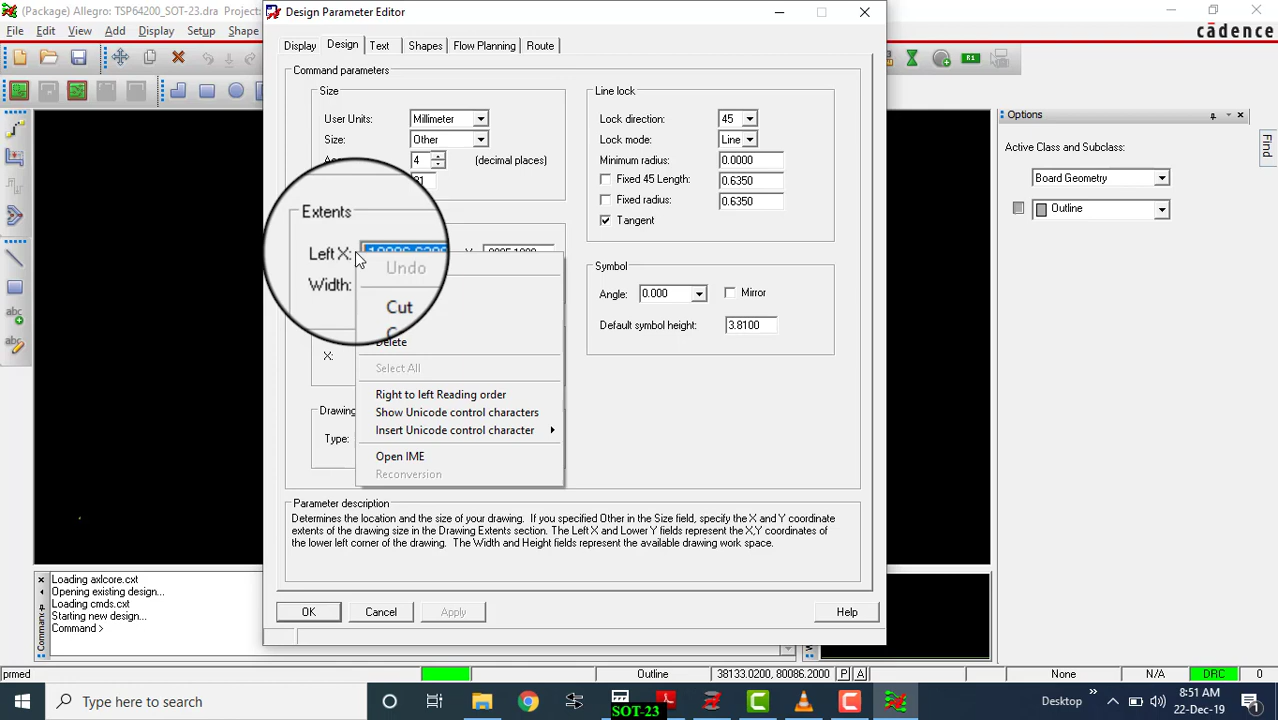 (Package) Allegro: TSP64200_SOT-23.dra Project:
Design Parameter Editor
File Edit View Add Display Setup Shape
cādence
Display Design Text Shapes Flow Planning Route
Command parameters
Size
User Units: Millimeter
Size: Other
4 (decimal places)
Line lock
Lock direction: 45
Lock mode: Line
Minimum radius: 0.0000
Fixed 45 Length: 0.6350
Fixed radius: 0.6350
Tangent
Extents
Left X:
Width:
X:
Undo
Cut
Delete
Select All
Right to left Reading order
Show Unicode control characters
Insert Unicode control character
Open IME
Reconversion
Drawing
Type:
Symbol
Angle: 0.000 Mirror
Default symbol height: 3.8100
Parameter description
Determines the location and the size of your drawing. If you specified Other in the Size field, specify the X and Y coordinate
extents of the drawing size in the Drawing Extents section. The Left X and Lower Y fields represent the X,Y coordinates
of the lower left corner of the drawing. The Width and Height fields represent the available drawing work space.
OK Cancel Apply Help
R1
Options
Active Class and Subclass:
Board Geometry
Outline
Find
Loading axlcore.cxt
Opening existing design...
Loading cmds.cxt
Starting new design...
Command >
prmed Outline 38133.0200, 80086.2000 P A None N/A DRC 0
Type here to search
SOT-23
Desktop
8:51 AM
22-Dec-19
1